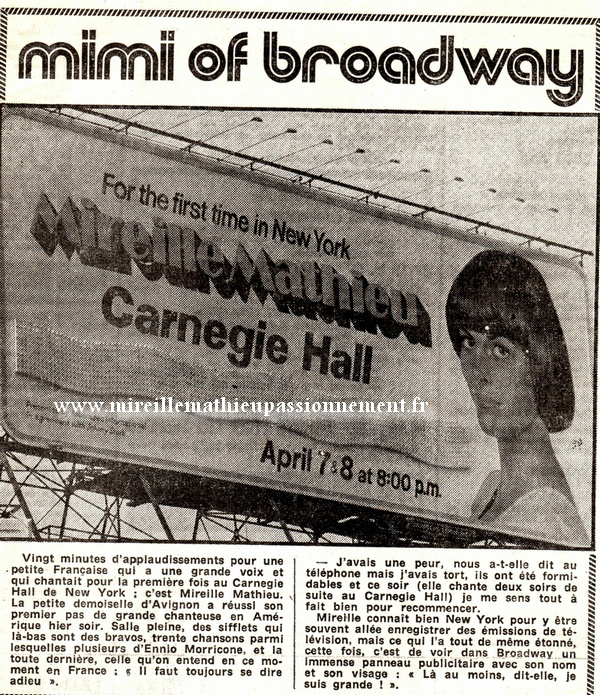 mimi of broadway
For the first time in New York
Mireille Mathieu
Carnegie Hall
www.mireillemathieupassionnement.fr
April 7 & 8 at 8:00 p.m.
Vingt minutes d'applaudissements pour une
petite Française qui a une grande voix et
qui chantait pour la première fois au Carnegie
Hall de New York : c'est Mireille Mathieu.
La petite demoiselle d'Avignon a réussi son
premier pas de grande chanteuse en Amé-
rique hier soir. Salle pleine, des sifflets qui
là-bas sont des bravos, trente chansons parmi
lesquelles plusieurs d'Ennio Morricone, et la
toute dernière, celle qu'on entend en ce mo-
ment en France : « Il faut toujours se dire
adieu ».
— J'avais une peur, nous a-t-elle dit au
téléphone mais j'avais tort, ils ont été formi-
dables et ce soir (elle chante deux soirs de
suite au Carnegie Hall) je me sens tout à
fait bien pour recommencer.
Mireille connaît bien New York pour y être
souvent allée enregistrer des émissions de té-
lévision, mais ce qui l'a tout de même étonné,
cette fois, c'est de voir dans Broadway un
immense panneau publicitaire avec son nom
et son visage : « Là au moins, dit-elle, je
suis grande ! ».